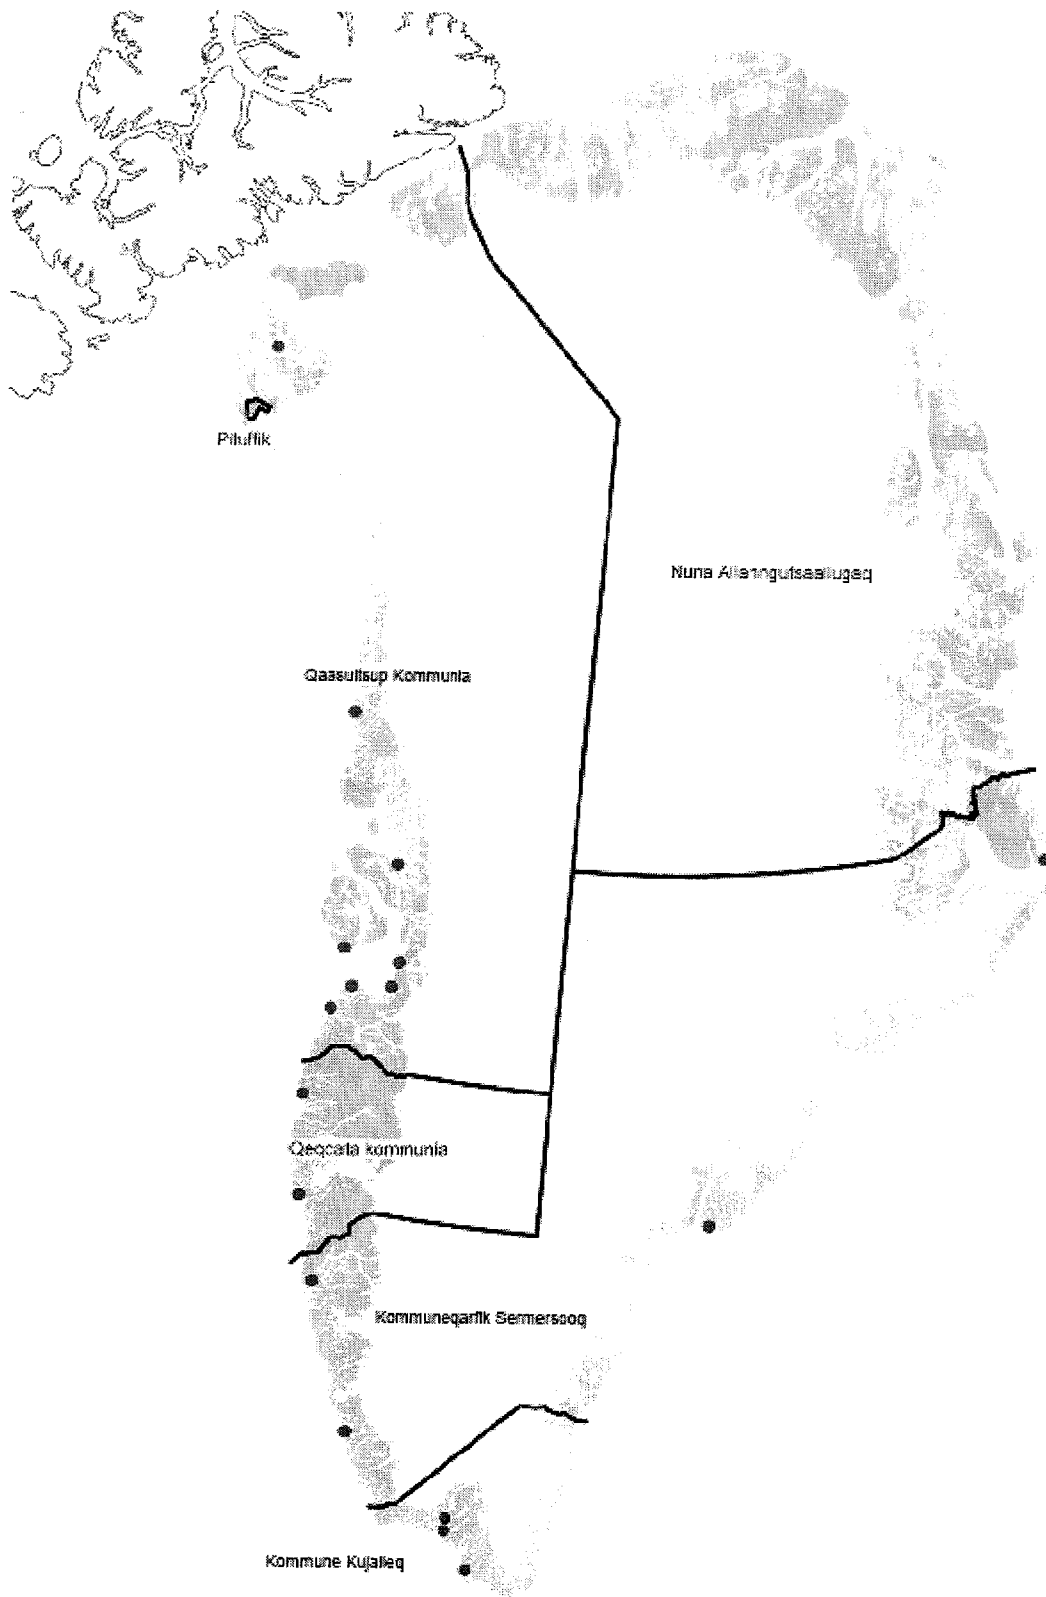 Pituffik
Nuna Allanngutsaaliugaq
Qaasuitsup Kommunia
Qeqqata kommunia
Kommuneqarfik Sermersooq
Kommune Kujalleq